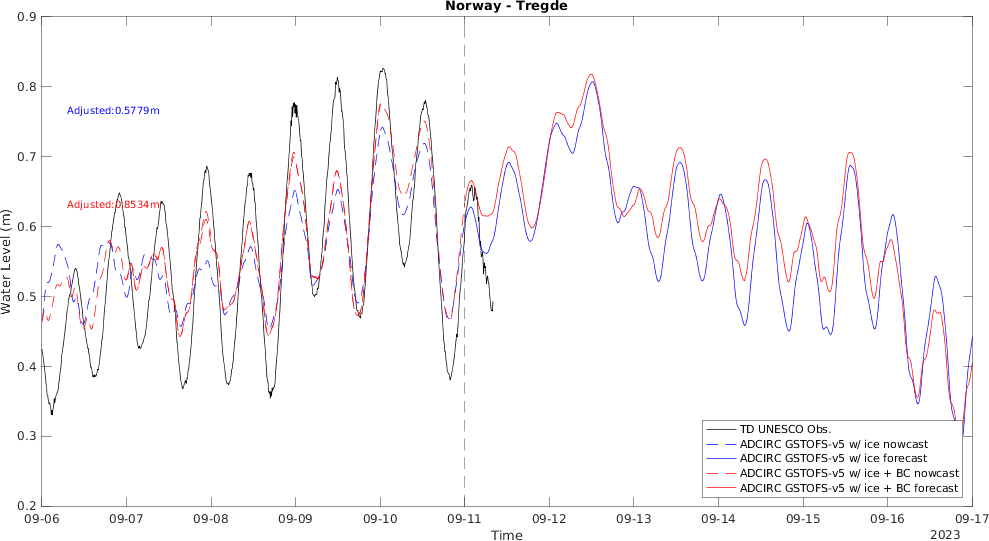 Norway - Tregde
0.9
0.8
0.7
0.6
0.5
0.4
0.3
0.2
Water Level (m)
Adjusted:0.5779m
Adjusted:0.8534m
TD UNESCO Obs.
ADCIRC GSTOFS-v5 w/ ice nowcast
ADCIRC GSTOFS-v5 w/ ice forecast
ADCIRC GSTOFS-v5 w/ ice + BC nowcast
ADCIRC GSTOFS-v5 w/ ice + BC forecast
09-06 09-07 09-08 09-09 09-10 09-11 09-12 09-13 09-14 09-15 09-16 09-17
Time
2023